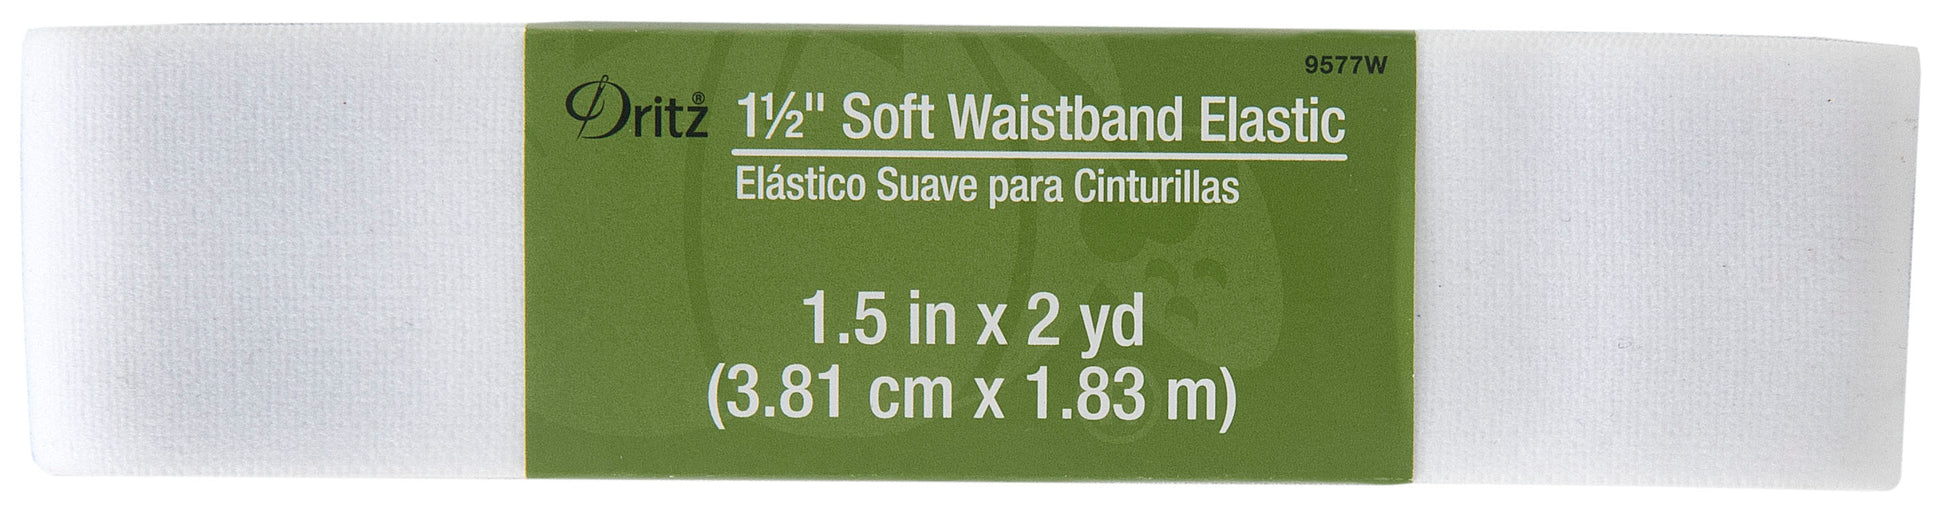 9577W
Dritz® 1½" Soft Waistband Elastic
Elástico Suave para Cinturillas
1.5 in x 2 yd
(3.81 cm x 1.83 m)